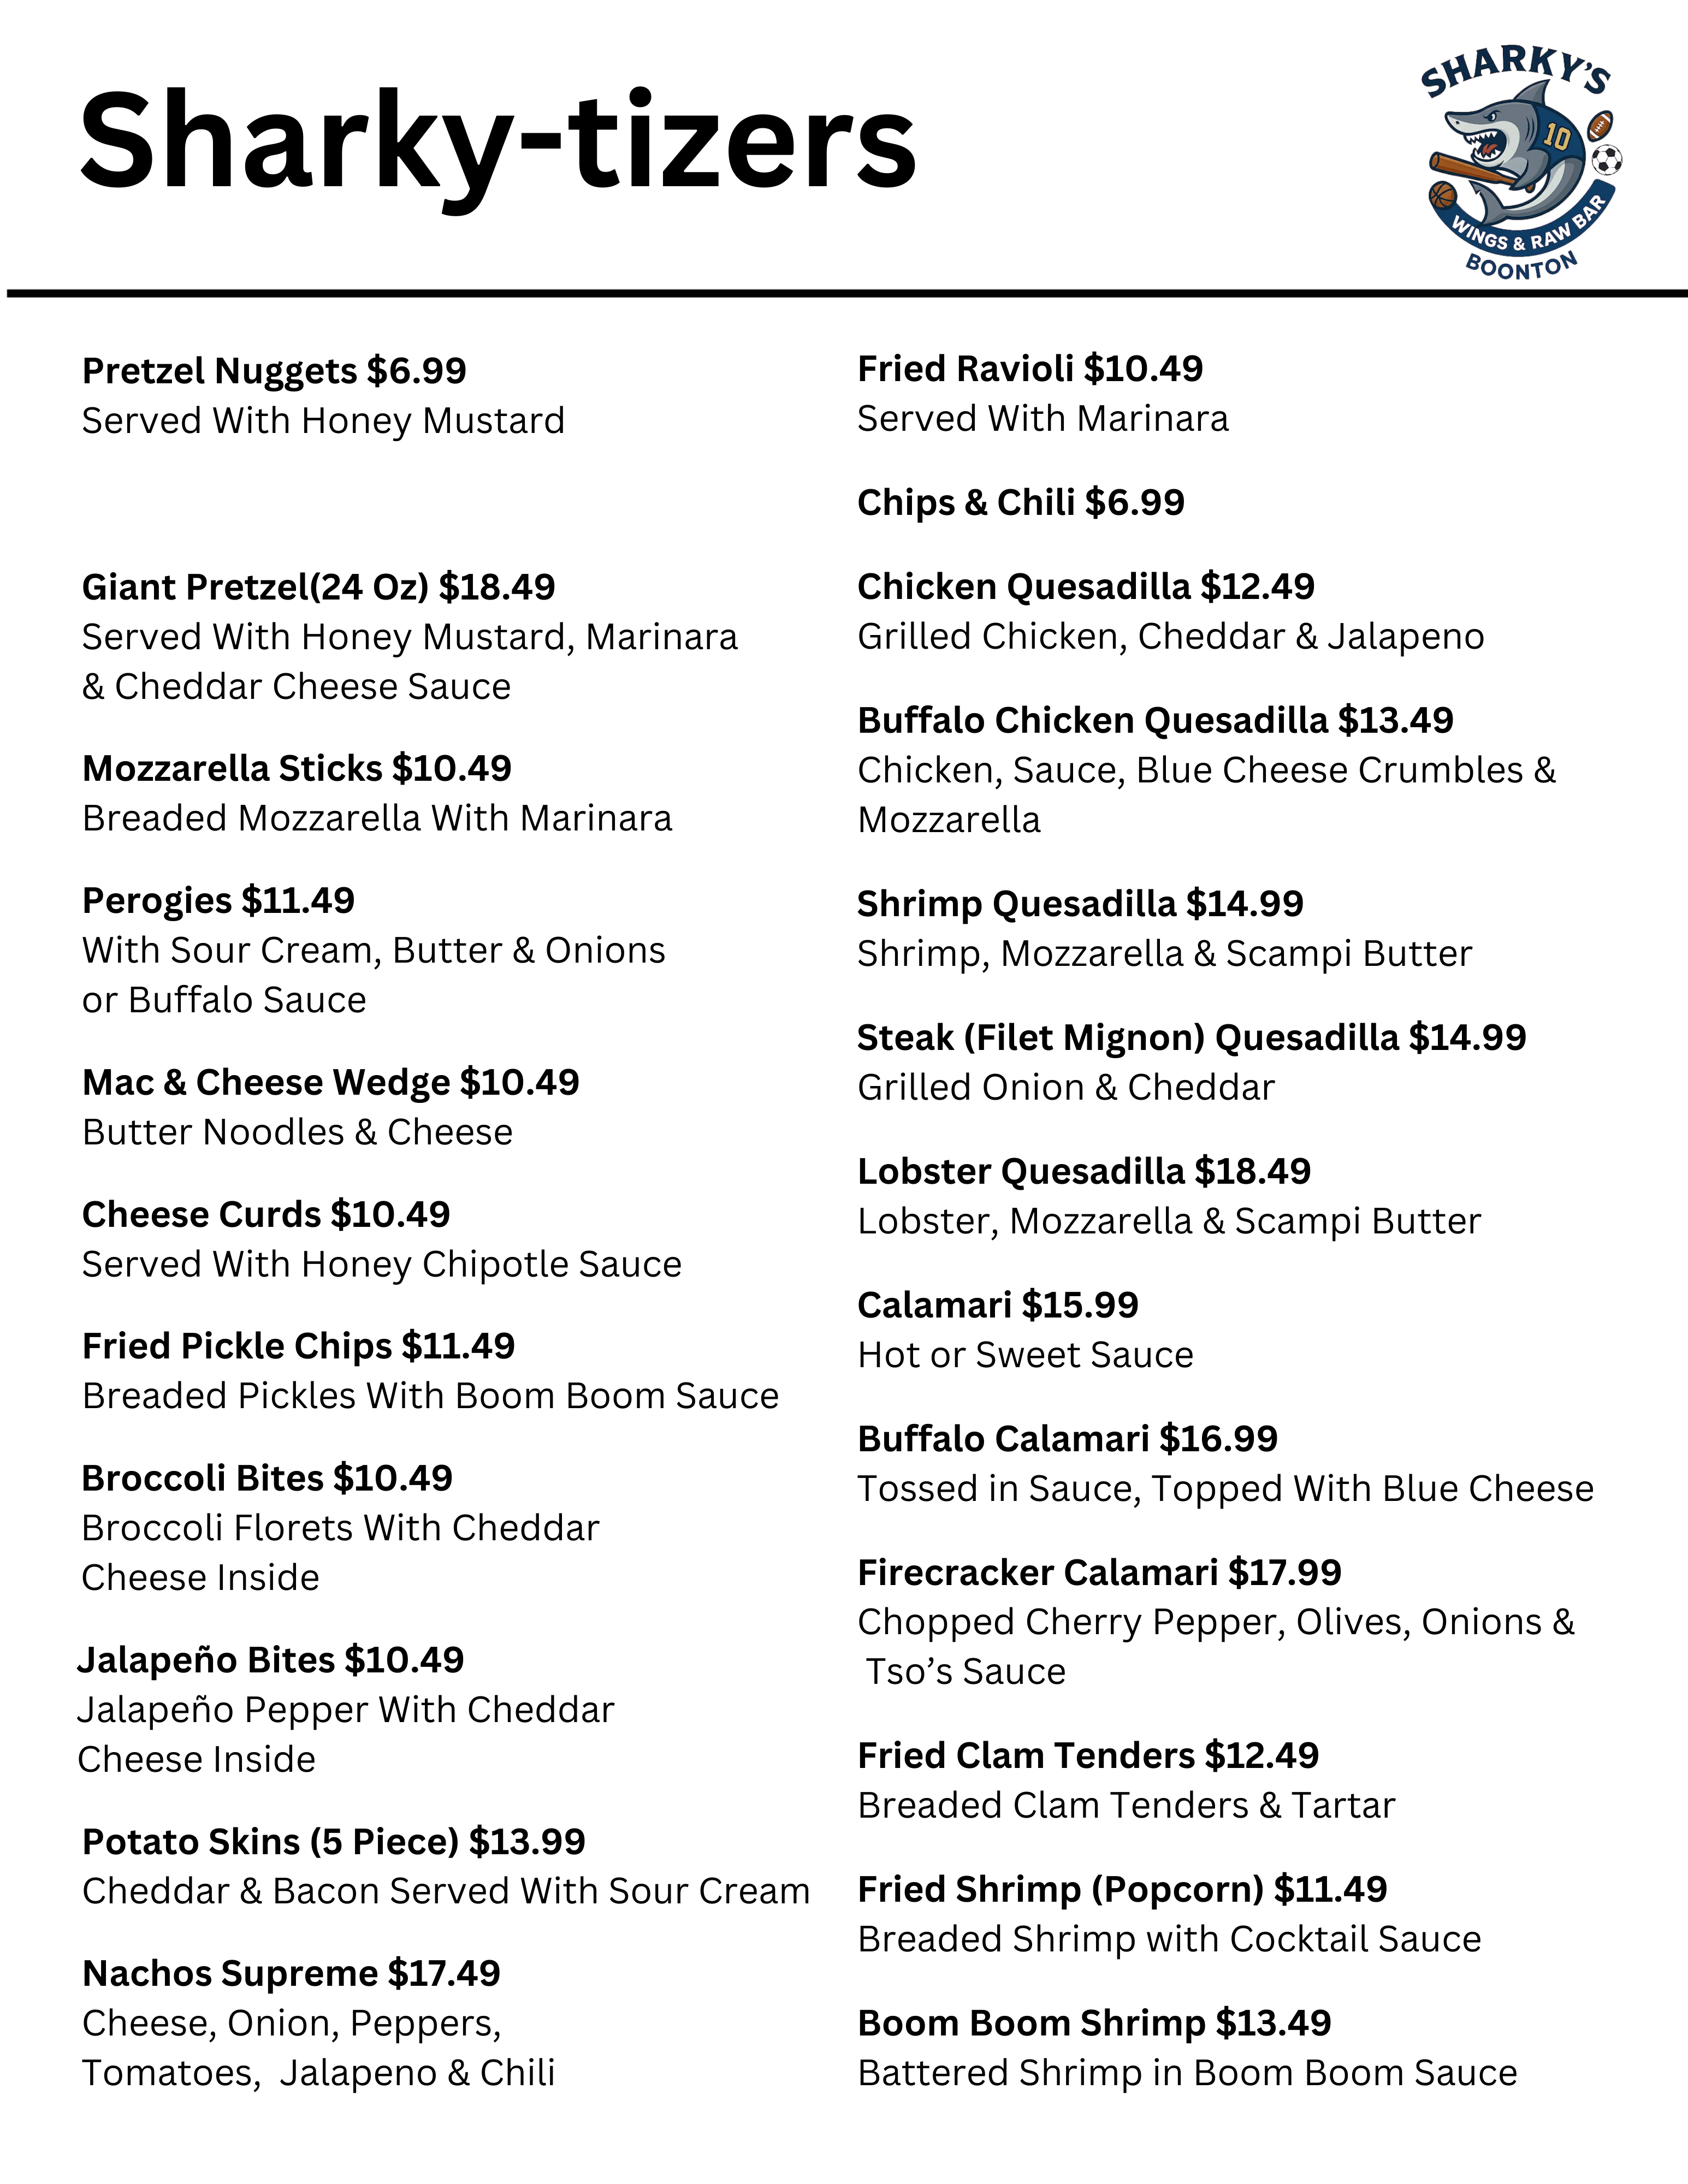 Sharky-tizers
SHARKY'S
10
WINGS & RAW BAR
BOONTON
Pretzel Nuggets $6.99
Served With Honey Mustard
Giant Pretzel(24 Oz) $18.49
Served With Honey Mustard, Marinara
& Cheddar Cheese Sauce
Mozzarella Sticks $10.49
Breaded Mozzarella With Marinara
Perogies $11.49
With Sour Cream, Butter & Onions
or Buffalo Sauce
Mac & Cheese Wedge $10.49
Butter Noodles & Cheese
Cheese Curds $10.49
Served With Honey Chipotle Sauce
Fried Pickle Chips $11.49
Breaded Pickles With Boom Boom Sauce
Broccoli Bites $10.49
Broccoli Florets With Cheddar
Cheese Inside
Jalapeño Bites $10.49
Jalapeño Pepper With Cheddar
Cheese Inside
Potato Skins (5 Piece) $13.99
Cheddar & Bacon Served With Sour Cream
Nachos Supreme $17.49
Cheese, Onion, Peppers,
Tomatoes,  Jalapeno & Chili
Fried Ravioli $10.49
Served With Marinara
Chips & Chili $6.99
Chicken Quesadilla $12.49
Grilled Chicken, Cheddar & Jalapeno
Buffalo Chicken Quesadilla $13.49
Chicken, Sauce, Blue Cheese Crumbles &
Mozzarella
Shrimp Quesadilla $14.99
Shrimp, Mozzarella & Scampi Butter
Steak (Filet Mignon) Quesadilla $14.99
Grilled Onion & Cheddar
Lobster Quesadilla $18.49
Lobster, Mozzarella & Scampi Butter
Calamari $15.99
Hot or Sweet Sauce
Buffalo Calamari $16.99
Tossed in Sauce, Topped With Blue Cheese
Firecracker Calamari $17.99
Chopped Cherry Pepper, Olives, Onions &
Tso’s Sauce
Fried Clam Tenders $12.49
Breaded Clam Tenders & Tartar
Fried Shrimp (Popcorn) $11.49
Breaded Shrimp with Cocktail Sauce
Boom Boom Shrimp $13.49
Battered Shrimp in Boom Boom Sauce